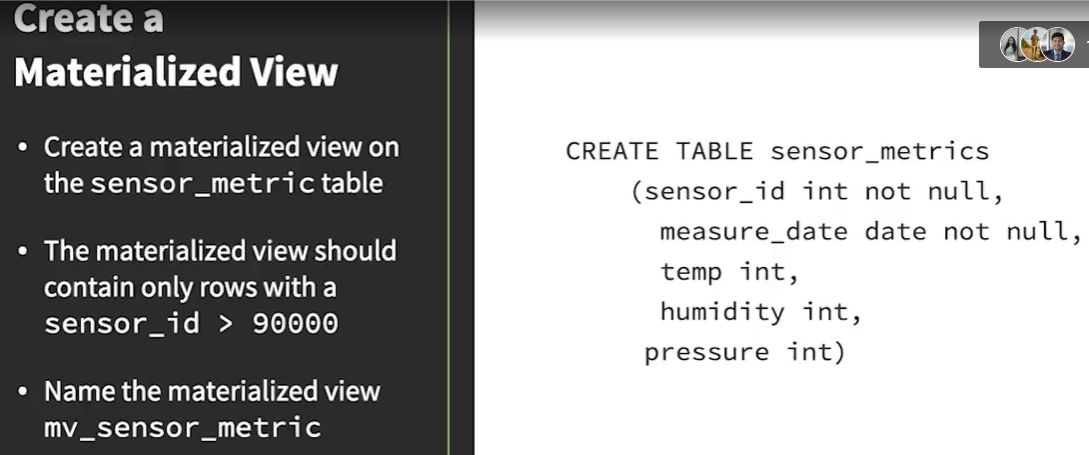 Create a
Materialized View
• Create a materialized view on
the sensor_metric table
• The materialized view should
contain only rows with a
sensor_id > 90000
• Name the materialized view
mv_sensor_metric
CREATE TABLE sensor_metrics
(sensor_id int not null,
measure_date date not null,
temp int,
humidity int,
pressure int)